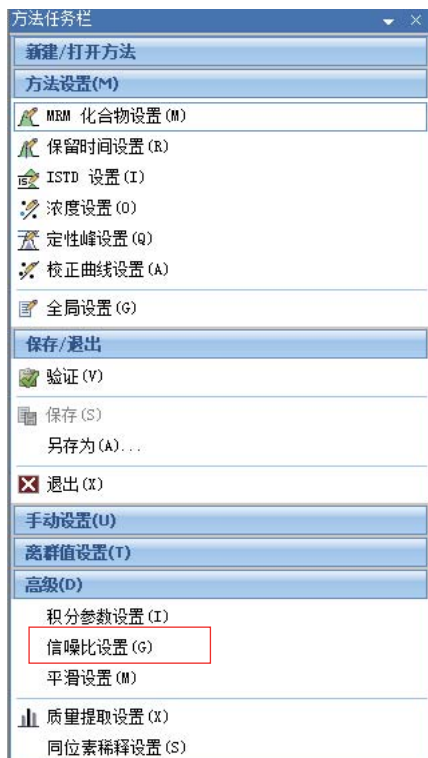 方法任务栏
新建/打开方法
方法设置(M)
MRM 化合物设置(M)
保留时间设置(R)
ISTD 设置(I)
浓度设置(O)
定性峰设置(Q)
校正曲线设置(A)
全局设置(G)
保存/退出
验证(V)
保存(S)
另存为(A)...
退出(X)
手动设置(U)
离群值设置(T)
高级(D)
积分参数设置(I)
信噪比设置(G)
平滑设置(M)
质量提取设置(X)
同位素稀释设置(S)